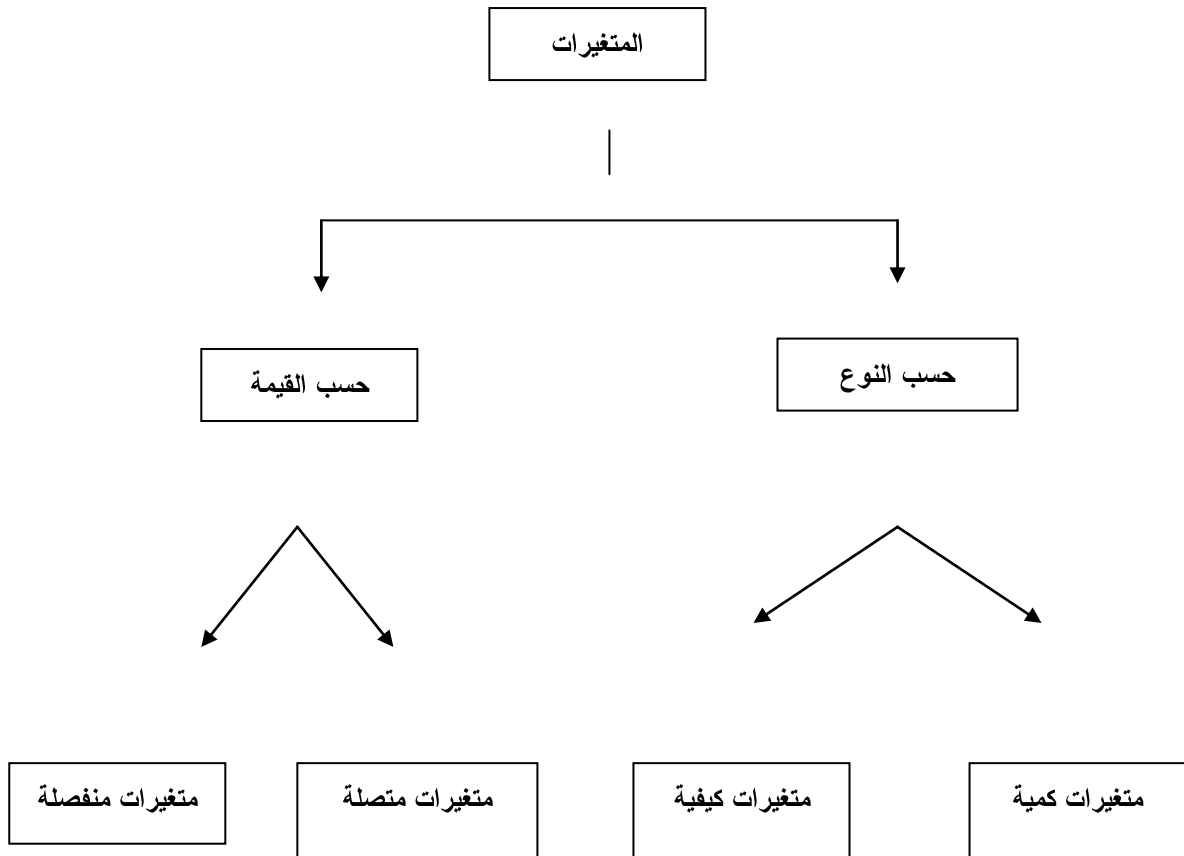 المتغيرات
حسب النوع
حسب القيمة
متغيرات كمية
متغيرات كيفية
متغيرات متصلة
متغيرات منفصلة